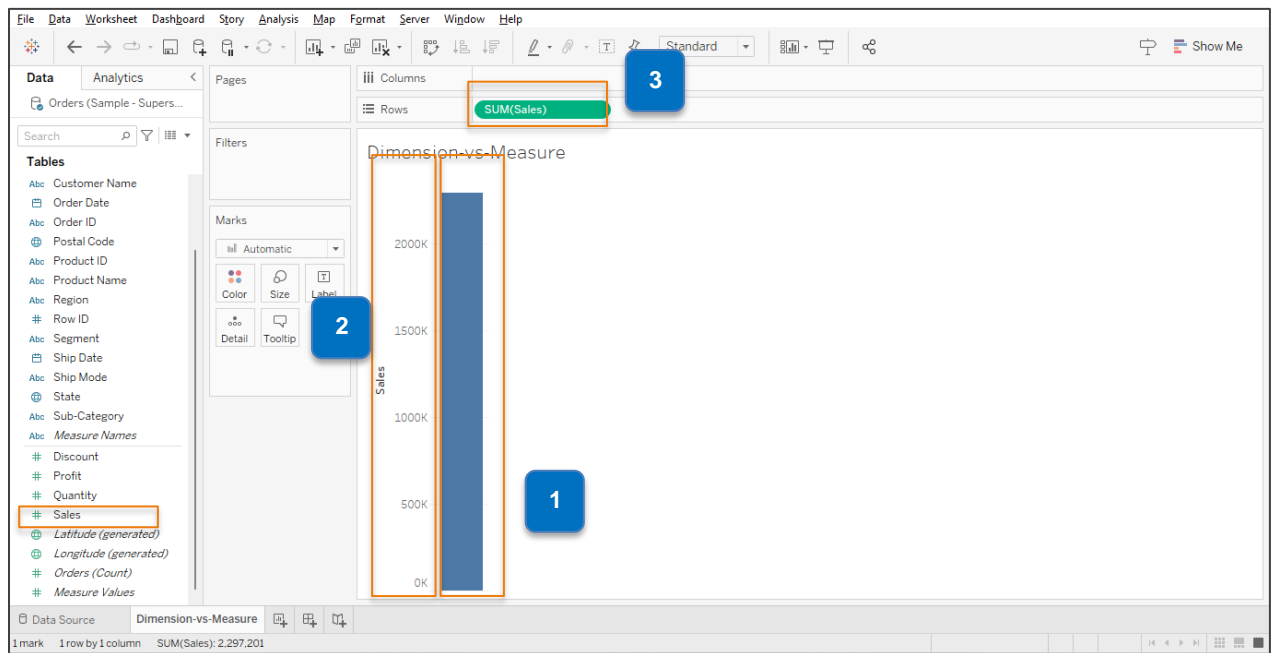 File Data Worksheet Dashboard Story Analysis Map Format Server Window Help
Standard
Show Me
Data Analytics
Orders (Sample - Supers...
Search
Tables
Abc Customer Name
Order Date
Abc Order ID
Postal Code
Abc Product ID
Abc Product Name
Abc Region
# Row ID
Abc Segment
Ship Date
Abc Ship Mode
State
Abc Sub-Category
Abc Measure Names
# Discount
# Profit
# Quantity
# Sales
Latitude (generated)
Longitude (generated)
# Orders (Count)
# Measure Values
Pages
Filters
Marks
Automatic
Color Size Label
Detail Tooltip
2
iii Columns
Rows SUM(Sales)
3
Dimension-vs-Measure
2000K
1500K
Sales
1000K
500K
0K
1
Data Source Dimension-vs-Measure
1 mark 1 row by 1 column SUM(Sales): 2,297,201